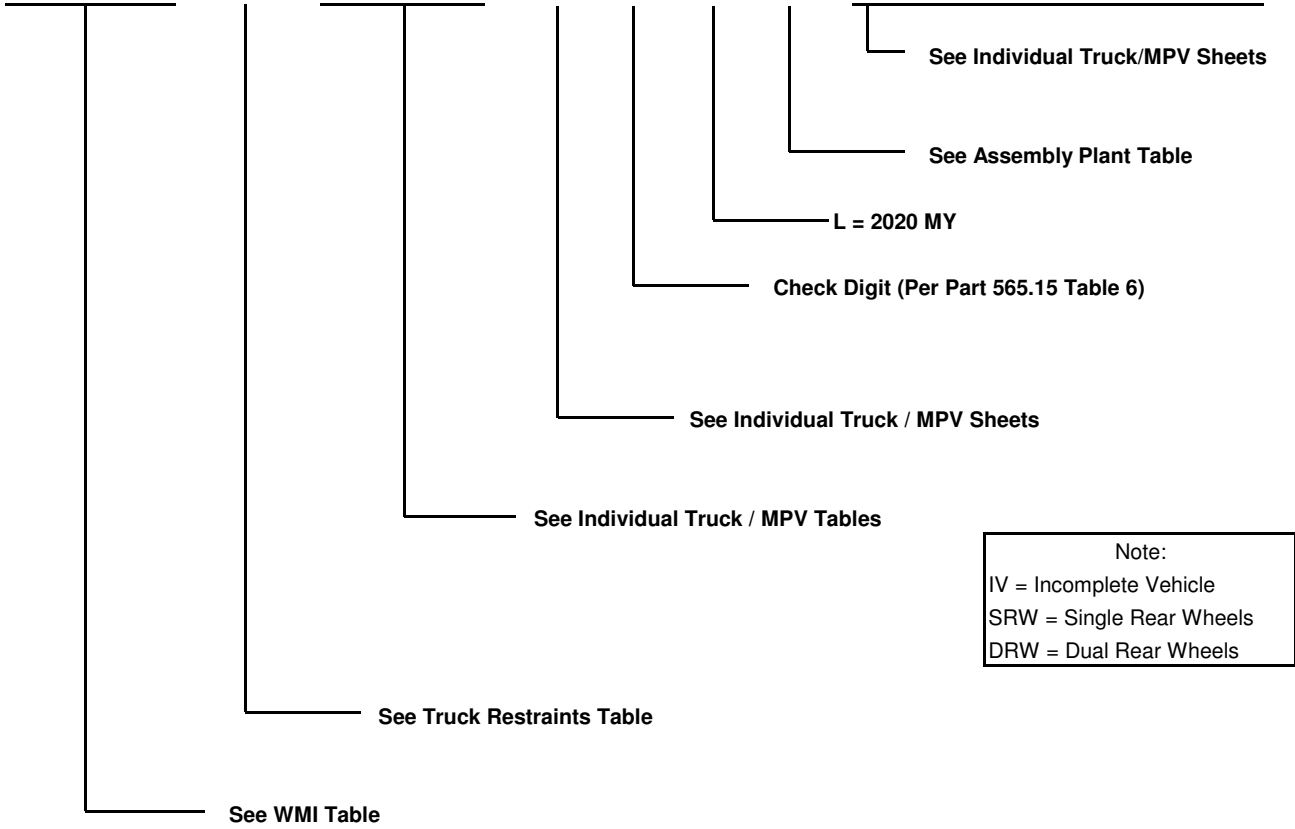 See Individual Truck/MPV Sheets
See Assembly Plant Table
L = 2020 MY
Check Digit (Per Part 565.15 Table 6)
See Individual Truck / MPV Sheets
See Individual Truck / MPV Tables
Note:
IV = Incomplete Vehicle
SRW = Single Rear Wheels
DRW = Dual Rear Wheels
See Truck Restraints Table
See WMI Table